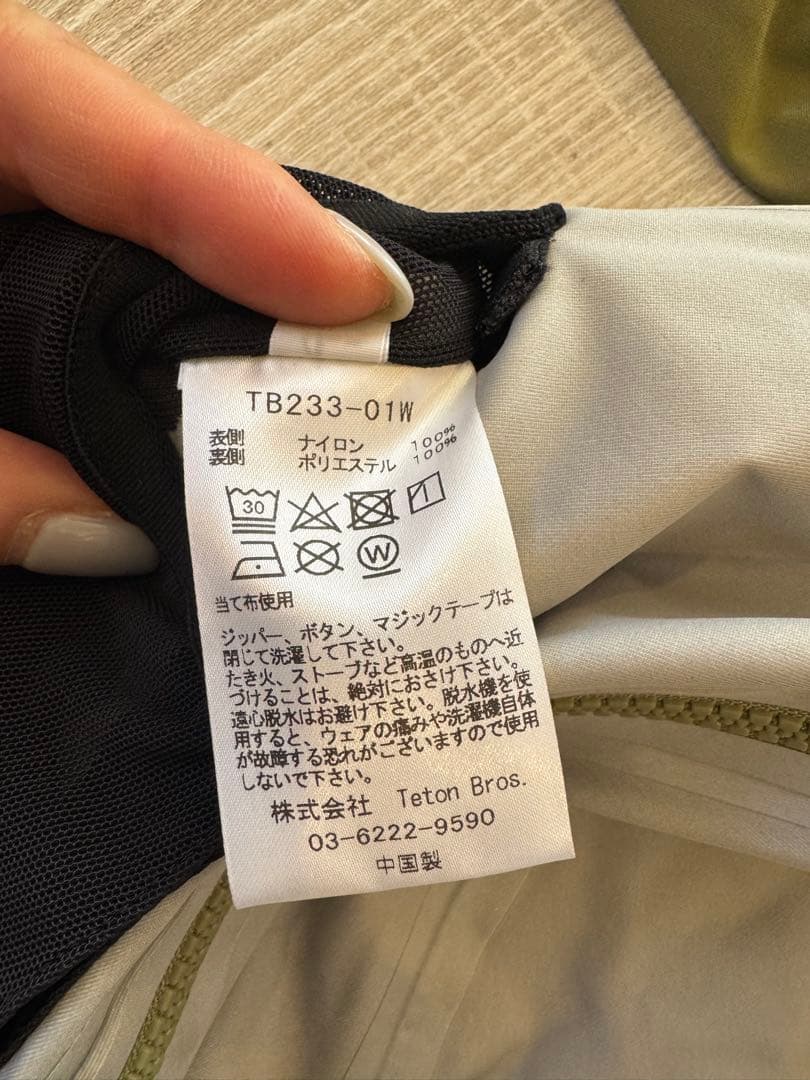 TB233-01W
表側 ナイロン 100%
裏側 ポリエステル 100%
30
W
当て布使用
ジッパー、ボタン、マジックテープは
閉じて洗濯して下さい。
たき火、ストーブなど高温のものへ近
づけることは、絶対におさけ下さい。
遠心脱水はお避け下さい。脱水機を使
用すると、ウェアの痛みや洗濯機自体
が故障する恐れがございますので使用
しないで下さい。
株式会社 Teton Bros.
03-6222-9590
中国製